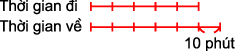 Thời gian đi
Thời gian về
10 phút